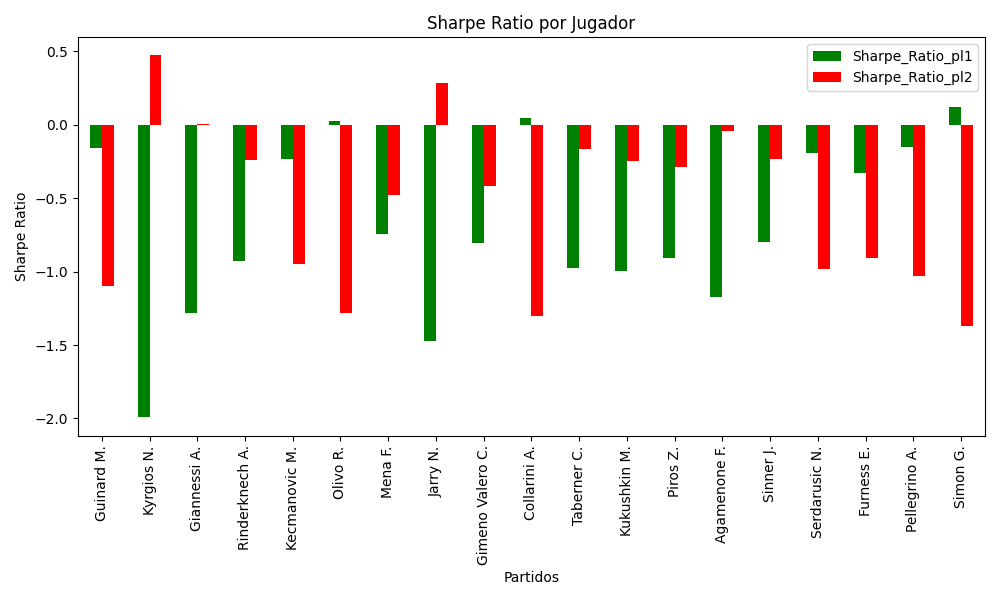 Sharpe Ratio por Jugador
Sharpe_Ratio_pl1
Sharpe_Ratio_pl2
Sharpe Ratio
0.5
0.0
−0.5
−1.0
−1.5
−2.0
Guinard M.
Kyrgios N.
Giannessi A.
Rinderknech A.
Kecmanovic M.
Olivo R.
Mena F.
Jarry N.
Gimeno Valero C.
Collarini A.
Taberner C.
Kukushkin M.
Piros Z.
Agamenone F.
Sinner J.
Serdarusic N.
Furness E.
Pellegrino A.
Simon G.
Partidos